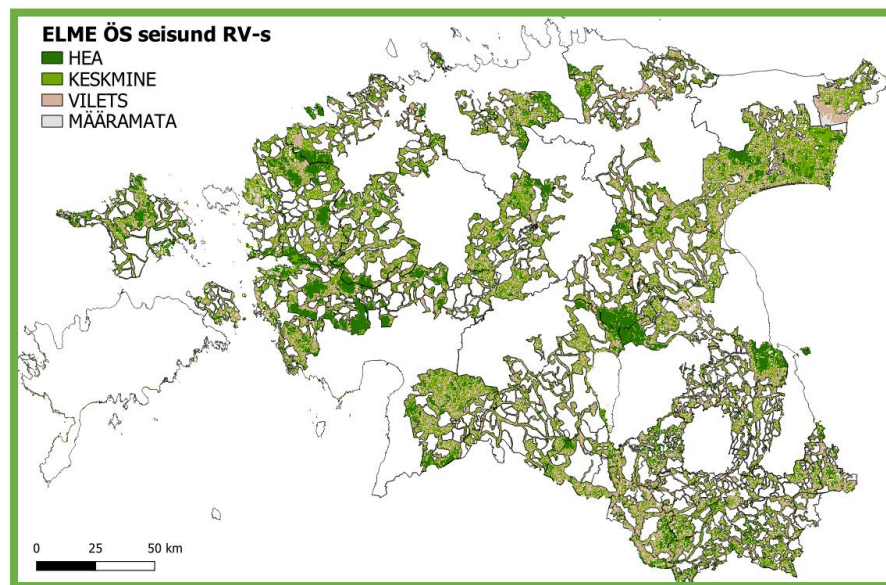 ELME ÖS seisund RV-s
HEA
KESKMINE
VILETS
MÄÄRAMATA
0 25 50 km